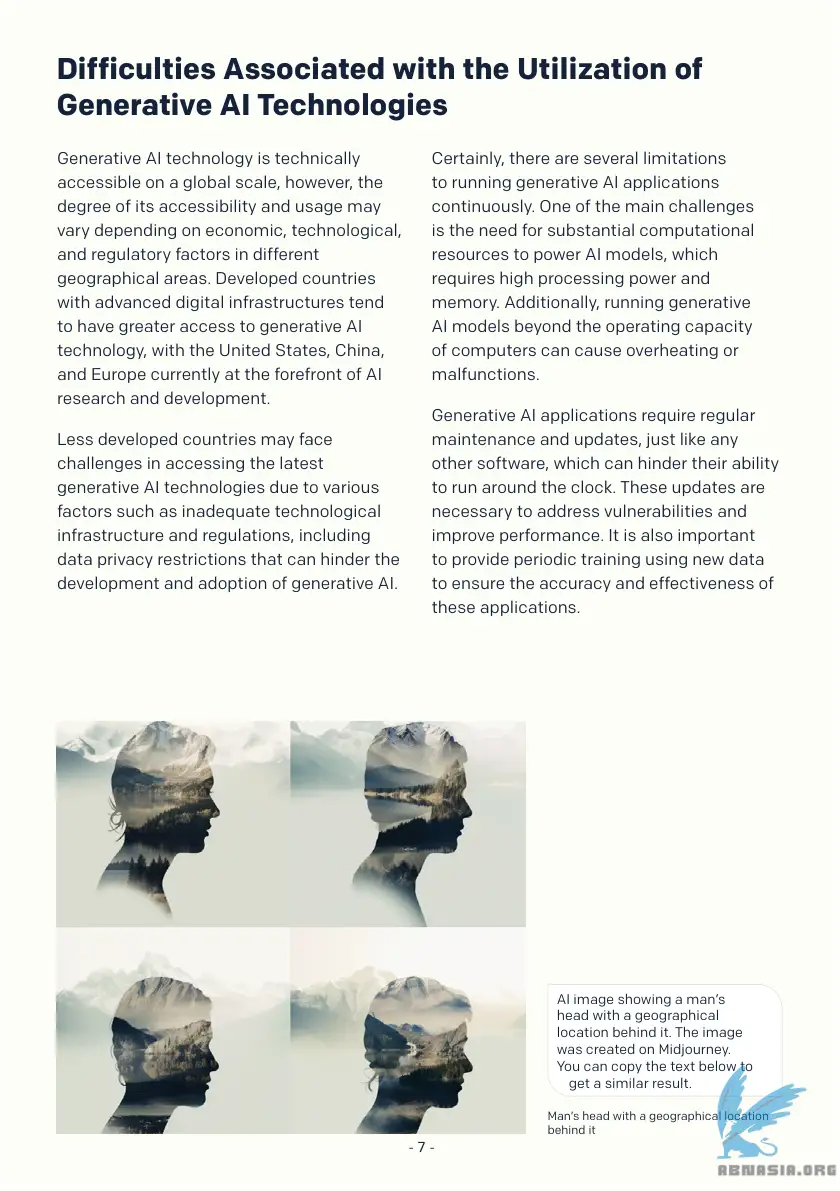 Difficulties Associated with the Utilization of
Generative AI Technologies
Generative AI technology is technically
accessible on a global scale, however, the
degree of its accessibility and usage may
vary depending on economic, technological,
and regulatory factors in different
geographical areas. Developed countries
with advanced digital infrastructures tend
to have greater access to generative AI
technology, with the United States, China,
and Europe currently at the forefront of AI
research and development.
Less developed countries may face
challenges in accessing the latest
generative AI technologies due to various
factors such as inadequate technological
infrastructure and regulations, including
data privacy restrictions that can hinder the
development and adoption of generative AI.
Certainly, there are several limitations
to running generative AI applications
continuously. One of the main challenges
is the need for substantial computational
resources to power AI models, which
requires high processing power and
memory. Additionally, running generative
AI models beyond the operating capacity
of computers can cause overheating or
malfunctions.
Generative AI applications require regular
maintenance and updates, just like any
other software, which can hinder their ability
to run around the clock. These updates are
necessary to address vulnerabilities and
improve performance. It is also important
to provide periodic training using new data
to ensure the accuracy and effectiveness of
these applications.
AI image showing a man's
head with a geographical
location behind it. The image
was created on Midjourney.
You can copy the text below to
get a similar result.
Man's head with a geographical location
behind it
- 7 -
ABNASIA.ORG